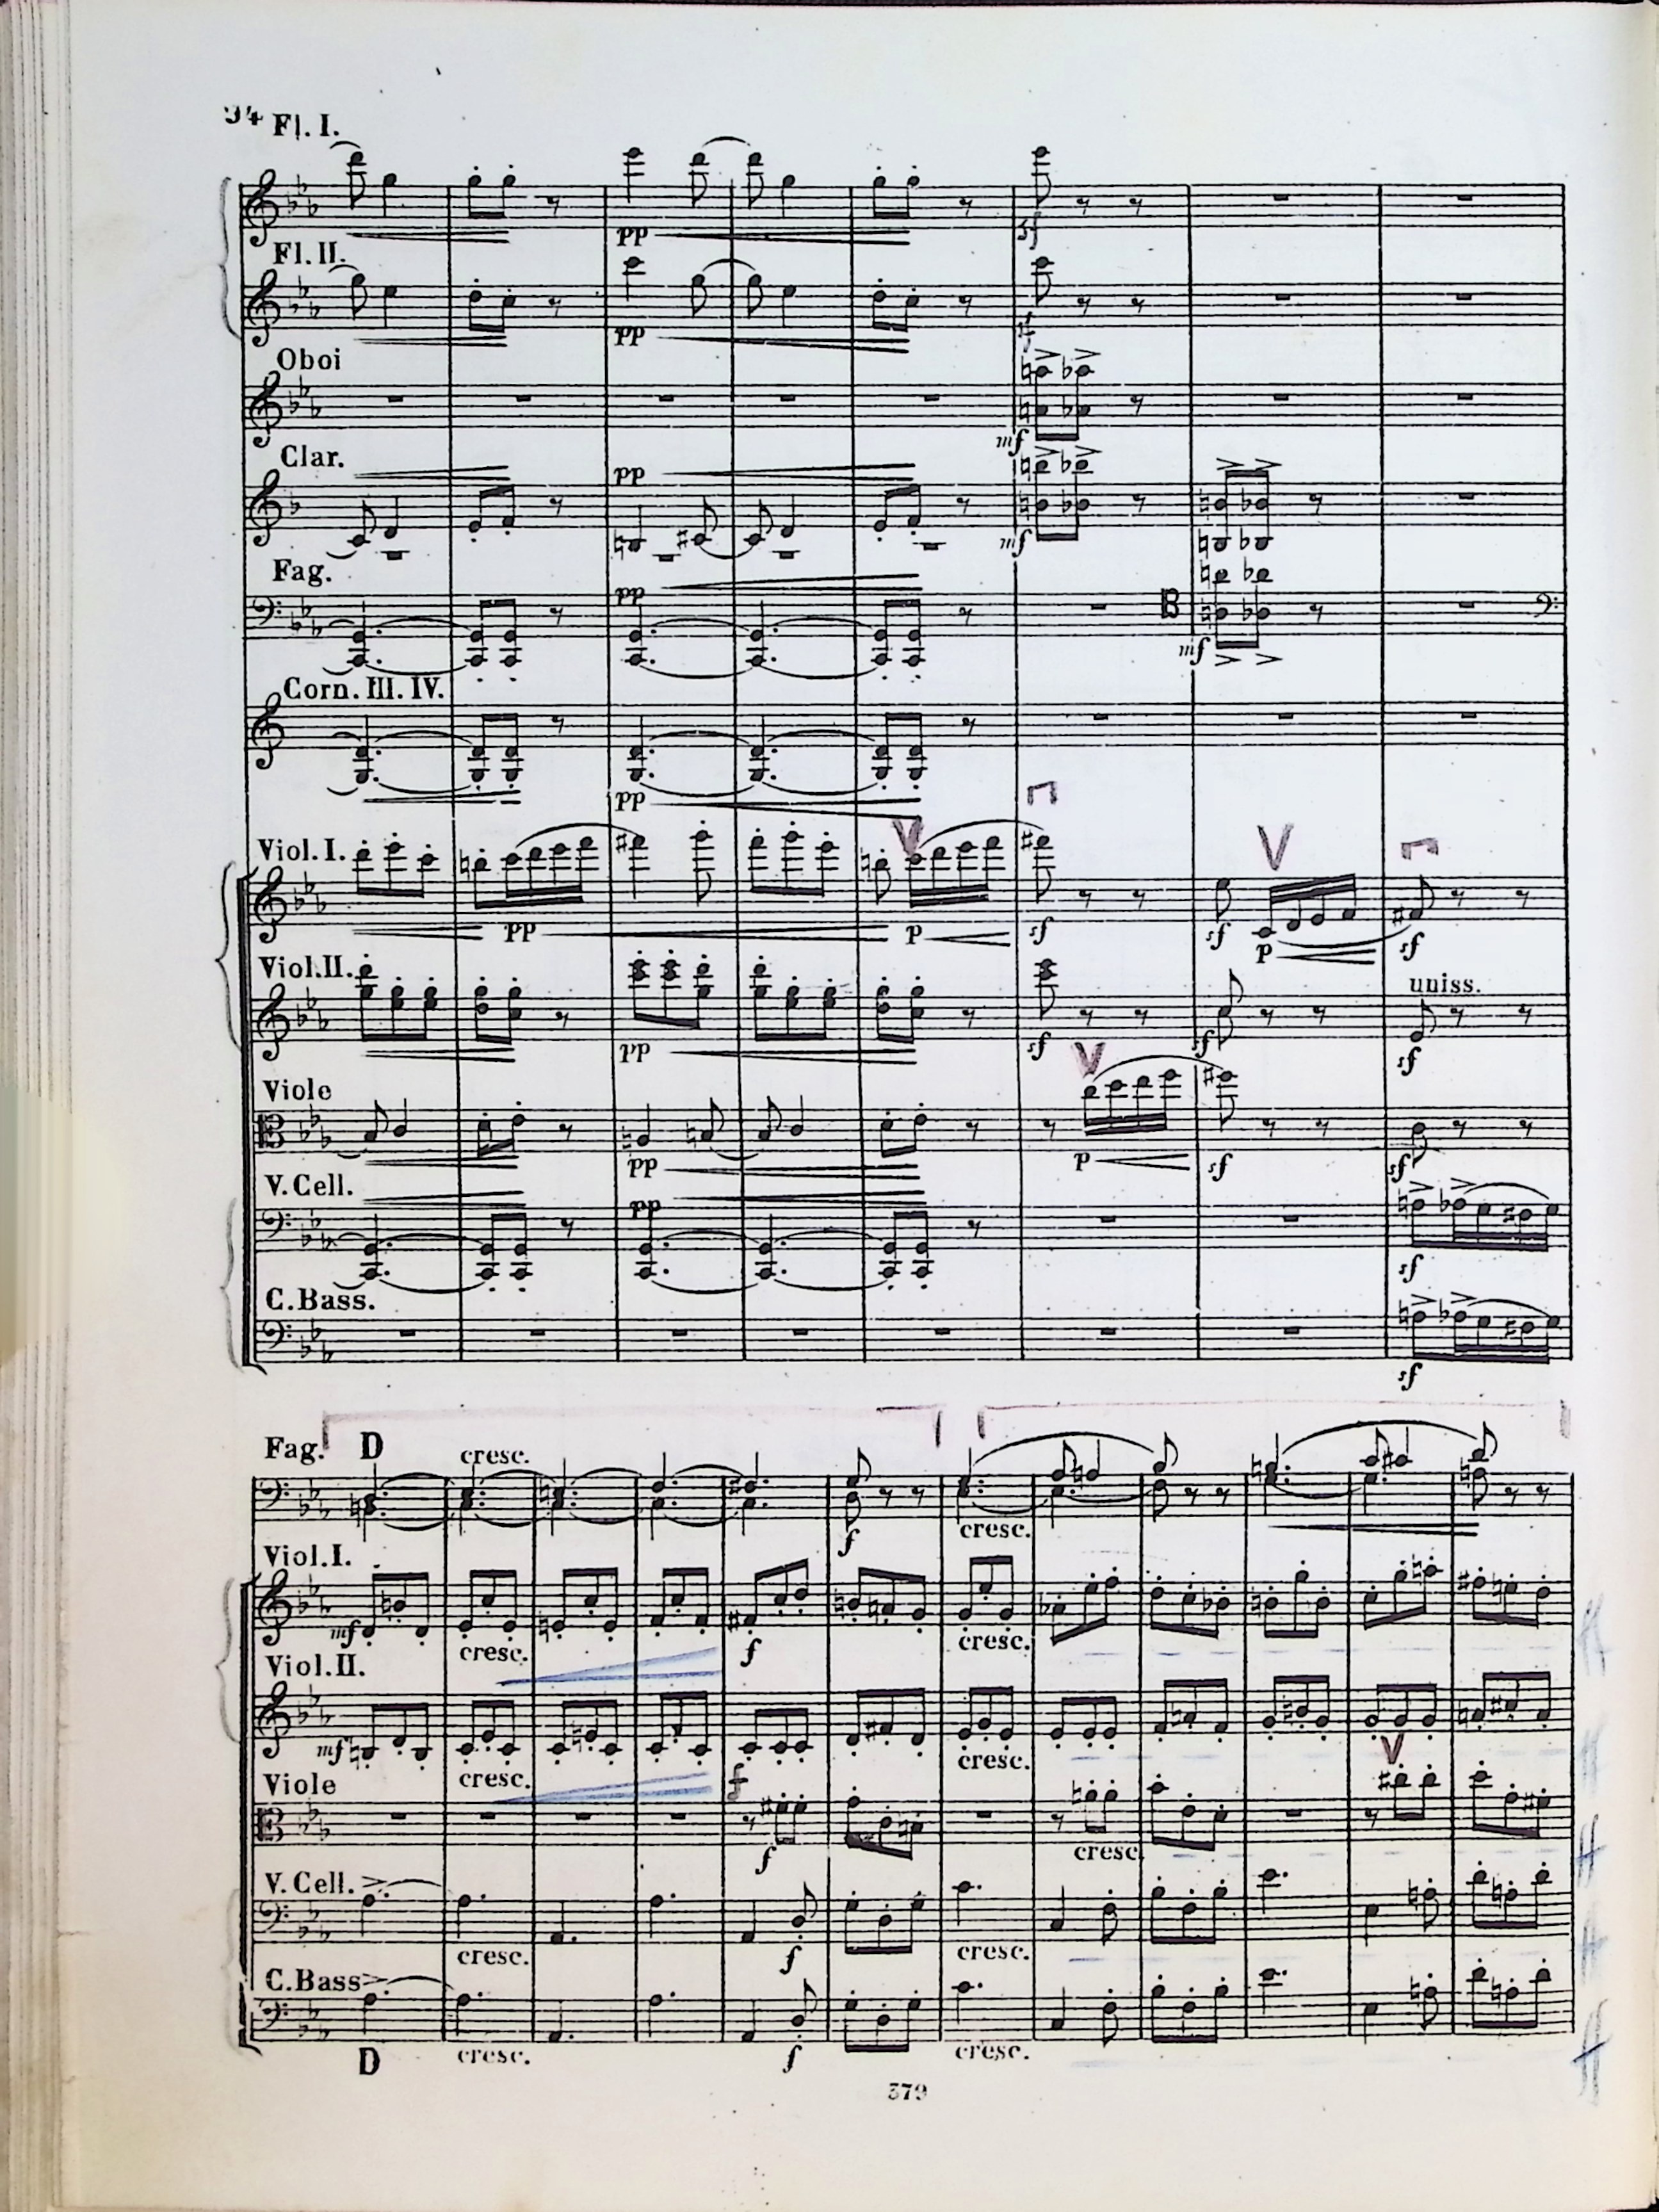 94 Fl. I.
pp sf
Fl. II.
pp sf
Oboi
mf
Clar.
pp
mf
Fag.
pp
mf
Corn. III. IV.
pp
V
Viol. I. V
pp p sf sf p sf
Viol. II. uniss.
pp sf sf sf
V
Viole
pp p sf sf
V. Cell.
pp
sf
C. Bass.
sf
Fag. D cresc.
f cresc.
Viol. I.
mf cresc. f cresc.
Viol. II.
mf cresc. f cresc.
V
Viole
f cresc.
V. Cell.
cresc. f cresc.
C. Bass
D cresc. f cresc.
379